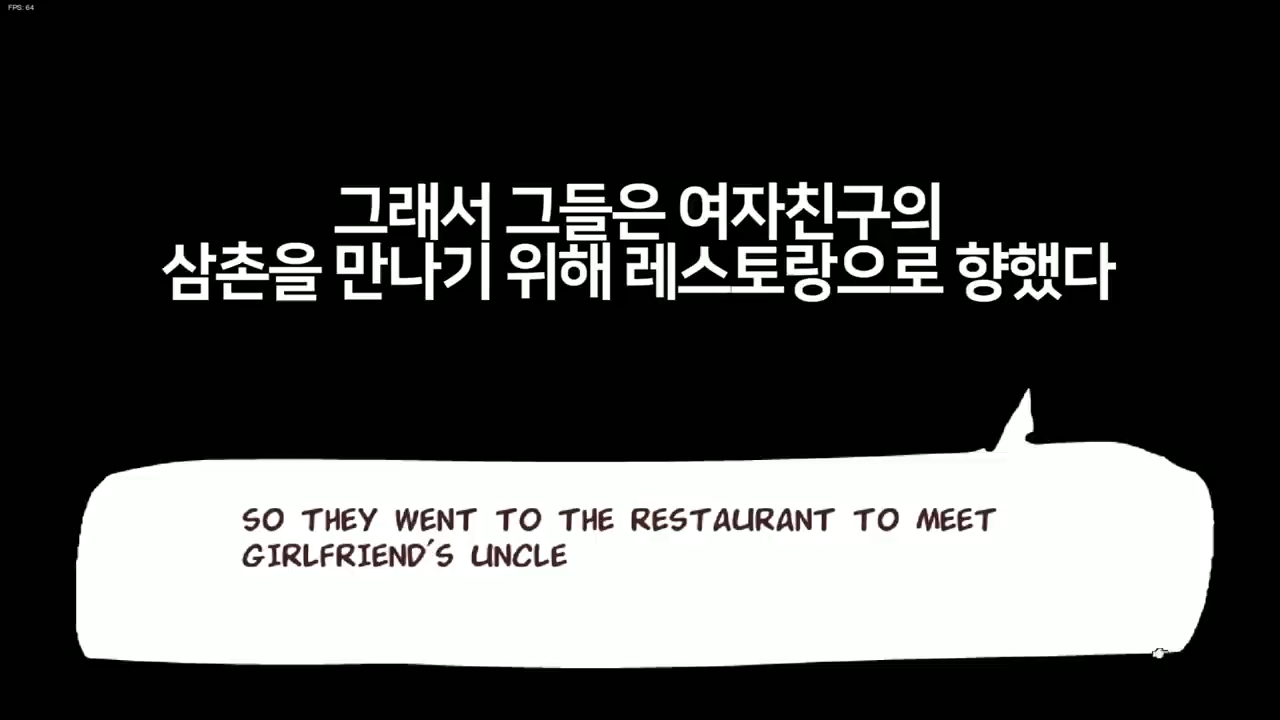 FPS: 64
그래서 그들은 여자친구의
삼촌을 만나기 위해 레스토랑으로 향했다
SO THEY WENT TO THE RESTAURANT TO MEET
GIRLFRIEND'S UNCLE